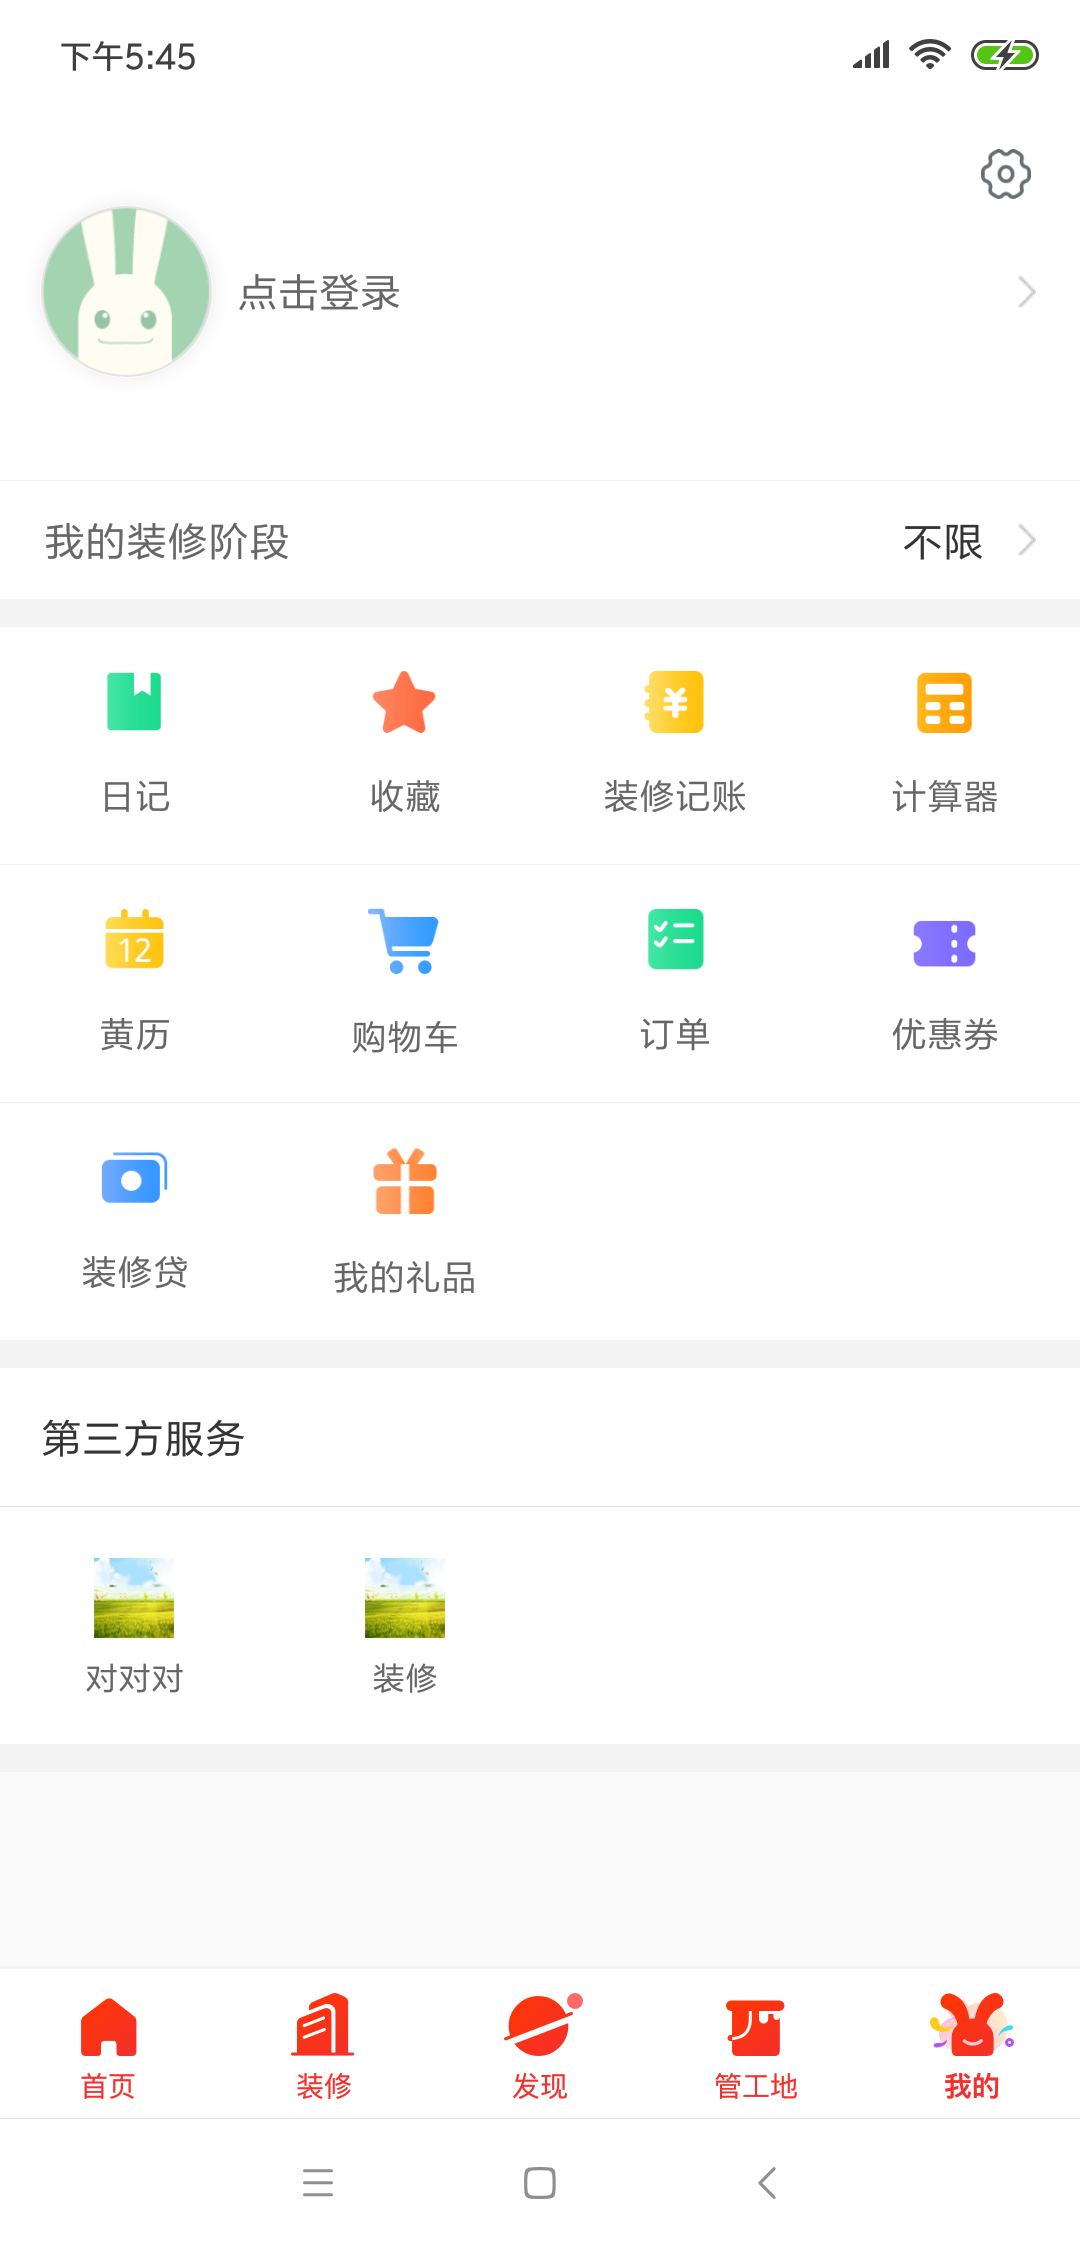 下午5:45
点击登录
我的装修阶段 不限
日记 收藏 装修记账 计算器
12
黄历 购物车 订单 优惠券
装修贷 我的礼品
第三方服务
对对对 装修
首页 装修 发现 管工地 我的